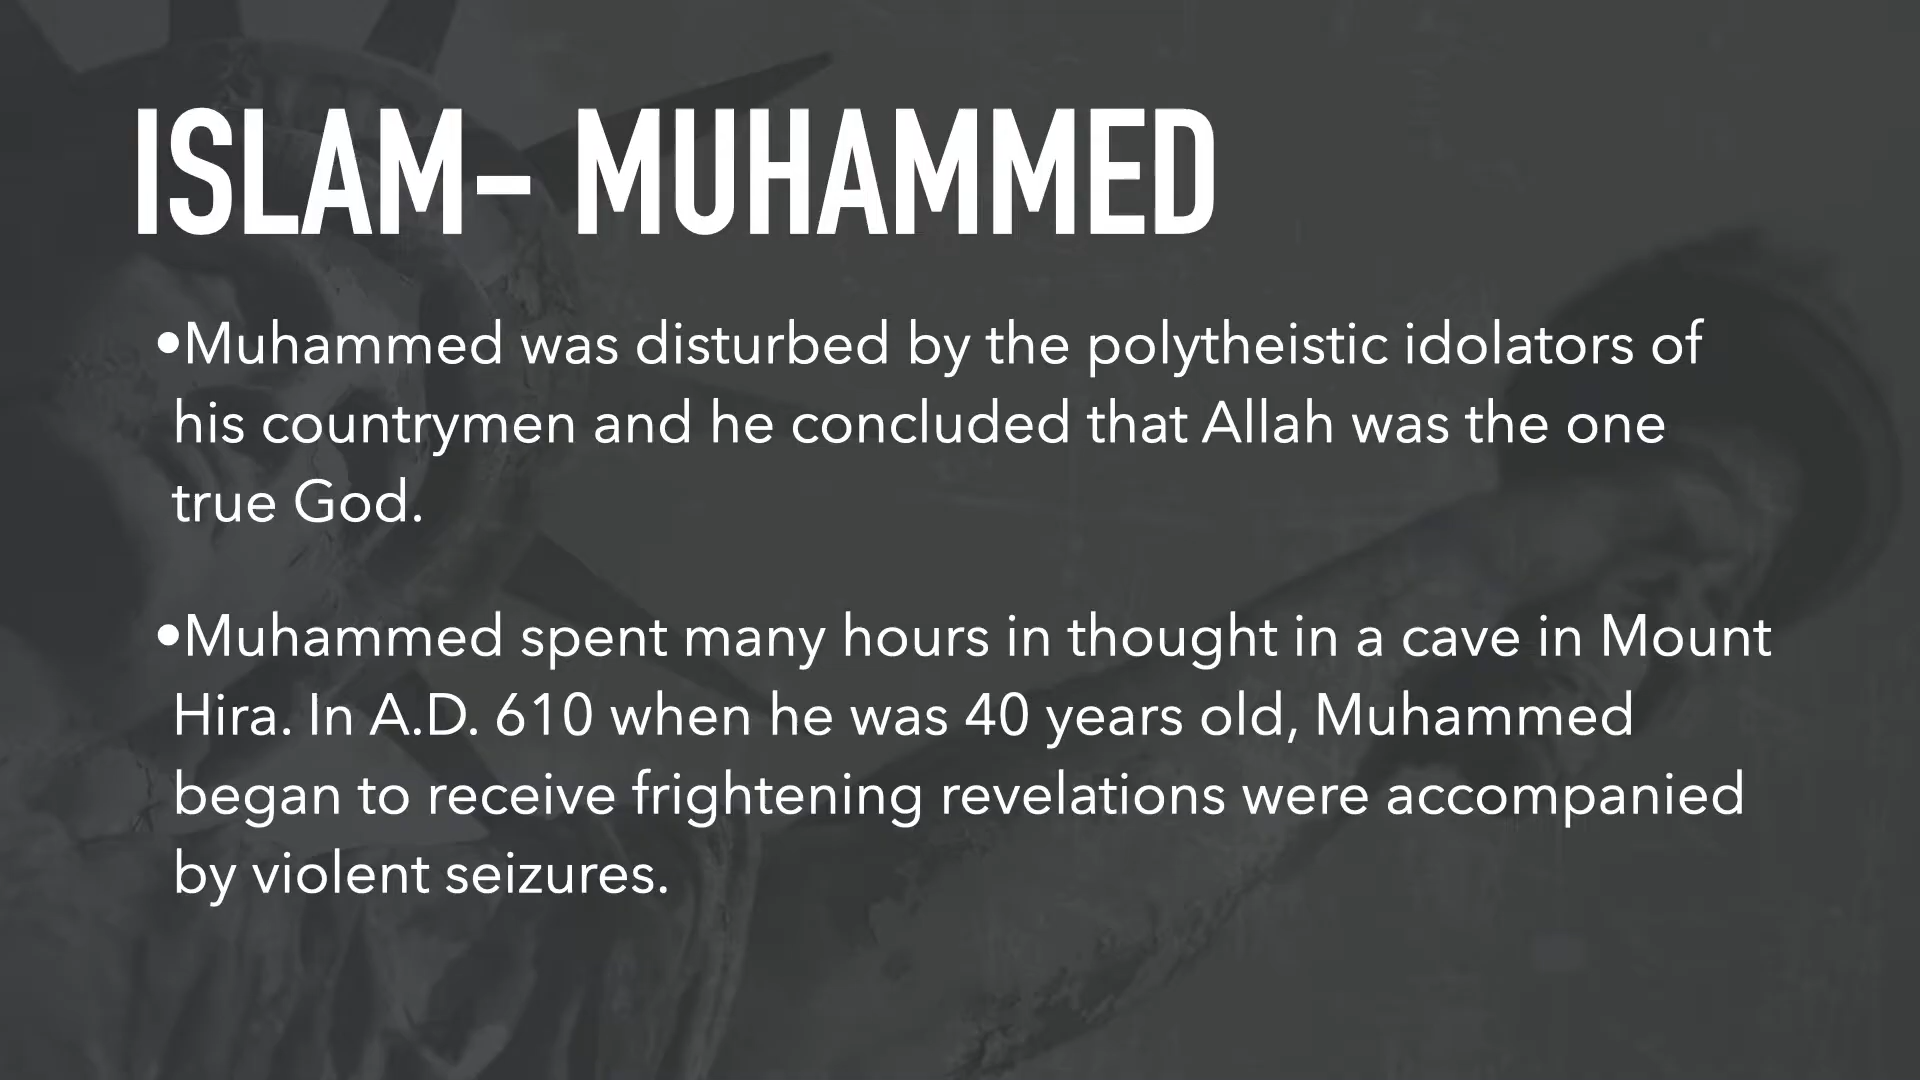 ISLAM- MUHAMMED
•Muhammed was disturbed by the polytheistic idolators of
his countrymen and he concluded that Allah was the one
true God.
•Muhammed spent many hours in thought in a cave in Mount
Hira. In A.D. 610 when he was 40 years old, Muhammed
began to receive frightening revelations were accompanied
by violent seizures.